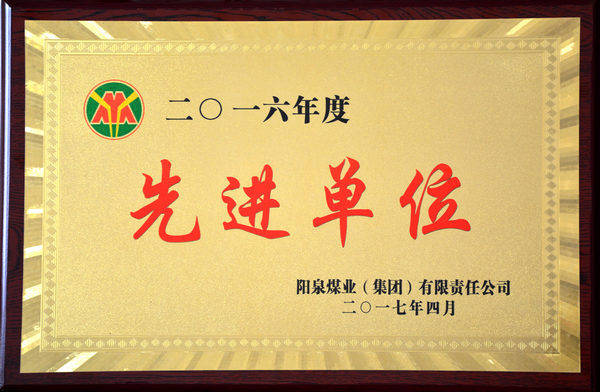 二〇一六年度
先进单位
阳泉煤业（集团）有限责任公司
二〇一七年四月